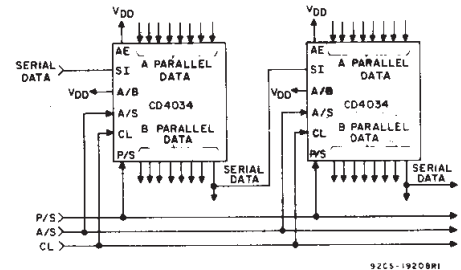 VDD
VDD
AE
A PARALLEL
DATA
SERIAL
DATA
SI
VDD
A/B
CD4034
A/S
B PARALLEL
DATA
CL
P/S
SERIAL
DATA
AE
A PARALLEL
DATA
SI
VDD
A/B
CD4034
A/S
B PARALLEL
DATA
CL
P/S
SERIAL
DATA
P/S
A/S
CL
92CS-19208R1